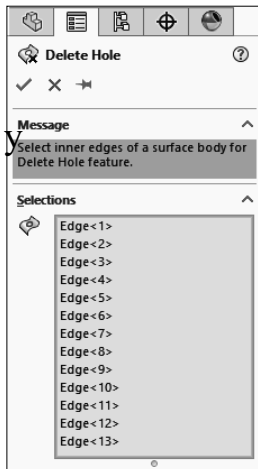 Delete Hole
?
Message
y
Select inner edges of a surface body for
Delete Hole feature.
Selections
Edge<1>
Edge<2>
Edge<3>
Edge<4>
Edge<5>
Edge<6>
Edge<7>
Edge<8>
Edge<9>
Edge<10>
Edge<11>
Edge<12>
Edge<13>